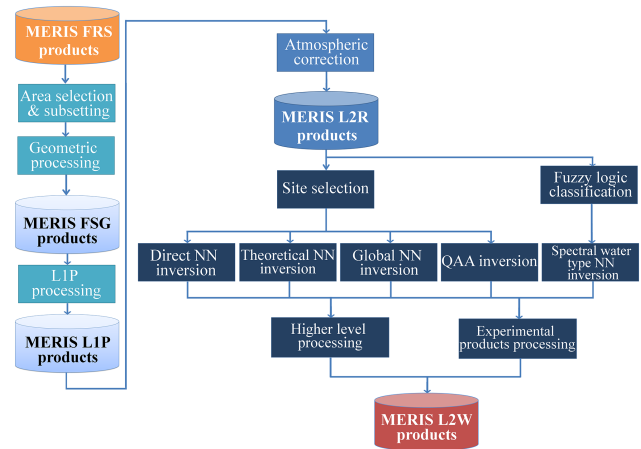 MERIS FRS
products
Area selection
& subsetting
Geometric
processing
MERIS FSG
products
L1P
processing
MERIS L1P
products
Atmospheric
correction
MERIS L2R
products
Site selection
Fuzzy logic
classification
Direct NN
inversion
Theoretical NN
inversion
Global NN
inversion
QAA inversion
Spectral water
type NN
inversion
Higher level
processing
Experimental
products processing
MERIS L2W
products